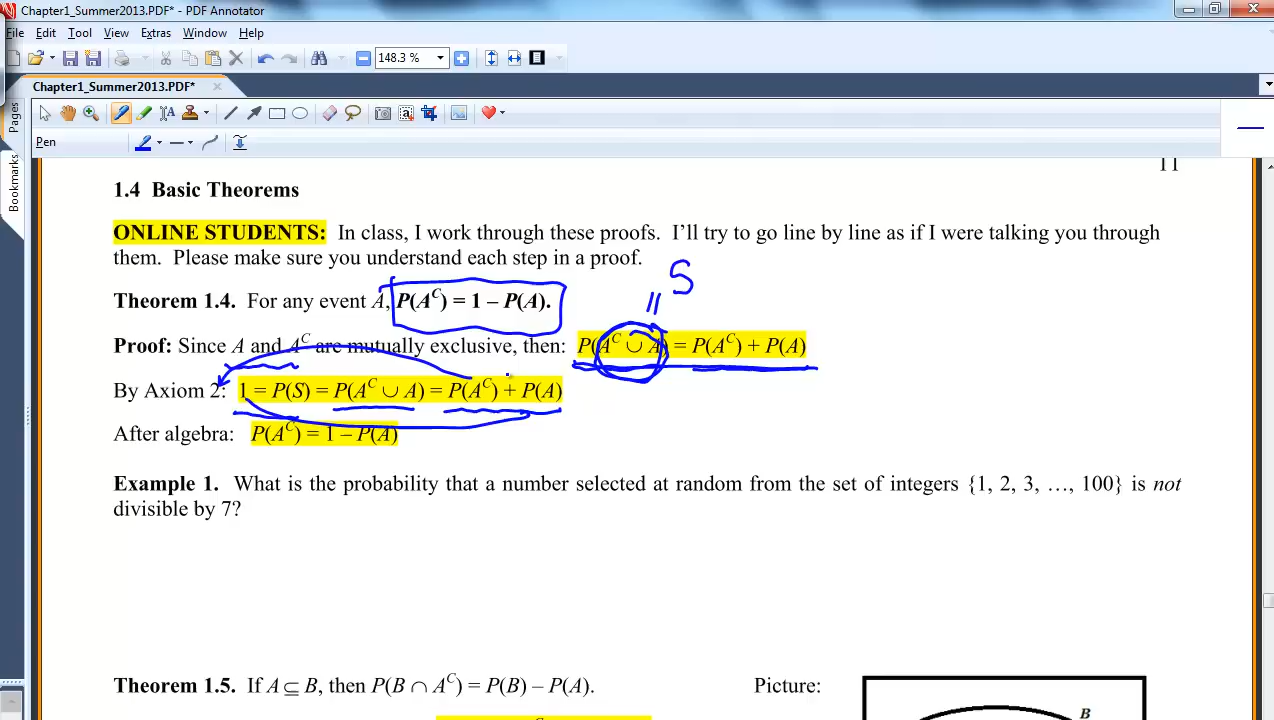 Chapter1_Summer2013.PDF* - PDF Annotator
File Edit Tool View Extras Window Help
148.3 %
Chapter1_Summer2013.PDF*
Pen
Pages
Bookmarks
11
1.4 Basic Theorems
ONLINE STUDENTS: In class, I work through these proofs. I'll try to go line by line as if I were talking you through
them. Please make sure you understand each step in a proof.
S
=
Theorem 1.4. For any event A, P(A^C) = 1 – P(A).
Proof: Since A and A^C are mutually exclusive, then: P(A^C ∪ A) = P(A^C) + P(A)
By Axiom 2: 1 = P(S) = P(A^C ∪ A) = P(A^C) + P(A)
After algebra: P(A^C) = 1 – P(A)
Example 1. What is the probability that a number selected at random from the set of integers {1, 2, 3, …, 100} is not
divisible by 7?
Theorem 1.5. If A ⊆ B, then P(B ∩ A^C) = P(B) – P(A). Picture:
B